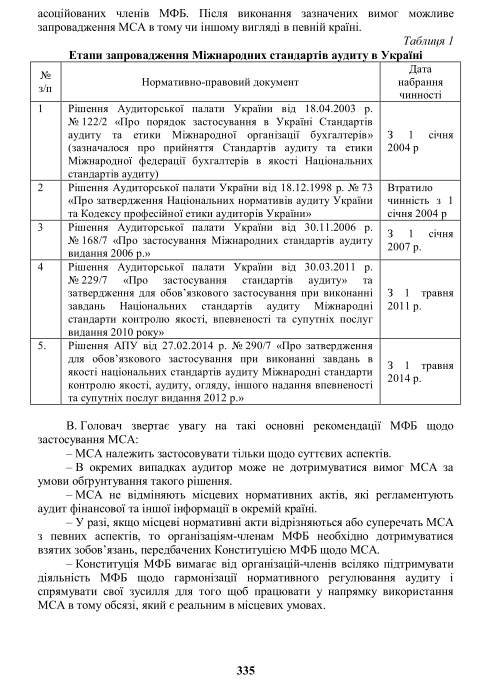 асоційованих членів МФБ. Після виконання зазначених вимог можливе
запровадження МСА в тому чи іншому вигляді в певній країні.
Таблиця 1
Етапи запровадження Міжнародних стандартів аудиту в Україні
№
з/п
Нормативно-правовий документ
Дата
набрання
чинності
1
Рішення Аудиторської палати України від 18.04.2003 р.
№ 122/2 «Про порядок застосування в Україні Стандартів
аудиту та етики Міжнародної організації бухгалтерів»
(зазначалося про прийняття Стандартів аудиту та етики
Міжнародної федерації бухгалтерів в якості Національних
стандартів аудиту)
З 1 січня
2004 р
2
Рішення Аудиторської палати України від 18.12.1998 р. № 73
«Про затвердження Національних нормативів аудиту України
та Кодексу професійної етики аудиторів України»
Втратило
чинність з 1
січня 2004 р
3
Рішення Аудиторської палати України від 30.11.2006 р.
№ 168/7 «Про застосування Міжнародних стандартів аудиту
видання 2006 р.»
З 1 січня
2007 р.
4
Рішення Аудиторської палати України від 30.03.2011 р.
№ 229/7 «Про застосування стандартів аудиту» та
затвердження для обов’язкового застосування при виконанні
завдань Національних стандартів аудиту Міжнародні
стандарти контролю якості, впевненості та супутніх послуг
видання 2010 року»
З 1 травня
2011 р.
5.
Рішення АПУ від 27.02.2014 р. № 290/7 «Про затвердження
для обов’язкового застосування при виконанні завдань в
якості національних стандартів аудиту Міжнародні стандарти
контролю якості, аудиту, огляду, іншого надання впевненості
та супутніх послуг видання 2012 р.»
З 1 травня
2014 р.
В. Головач звертає увагу на такі основні рекомендації МФБ щодо
застосування МСА:
– МСА належить застосовувати тільки щодо суттєвих аспектів.
– В окремих випадках аудитор може не дотримуватися вимог МСА за
умови обґрунтування такого рішення.
– МСА не відміняють місцевих нормативних актів, які регламентують
аудит фінансової та іншої інформації в окремій країні.
– У разі, якщо місцеві нормативні акти відрізняються або суперечать МСА
з певних аспектів, то організаціям-членам МФБ необхідно дотримуватися
взятих зобов’язань, передбачених Конституцією МФБ щодо МСА.
– Конституція МФБ вимагає від організацій-членів всіляко підтримувати
діяльність МФБ щодо гармонізації нормативного регулювання аудиту і
спрямувати свої зусилля для того щоб працювати у напрямку використання
МСА в тому обсязі, який є реальним в місцевих умовах.
335